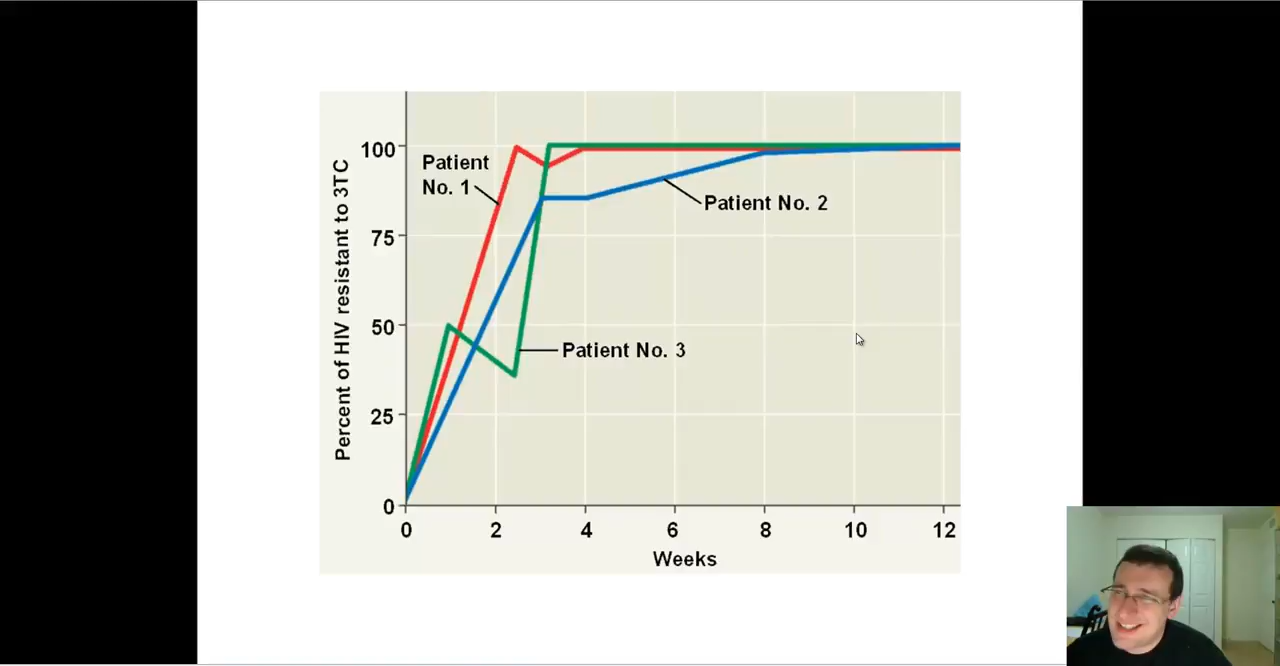 Percent of HIV resistant to 3TC
100
75
50
25
0
Patient
No. 1
Patient No. 2
Patient No. 3
0 2 4 6 8 10 12
Weeks